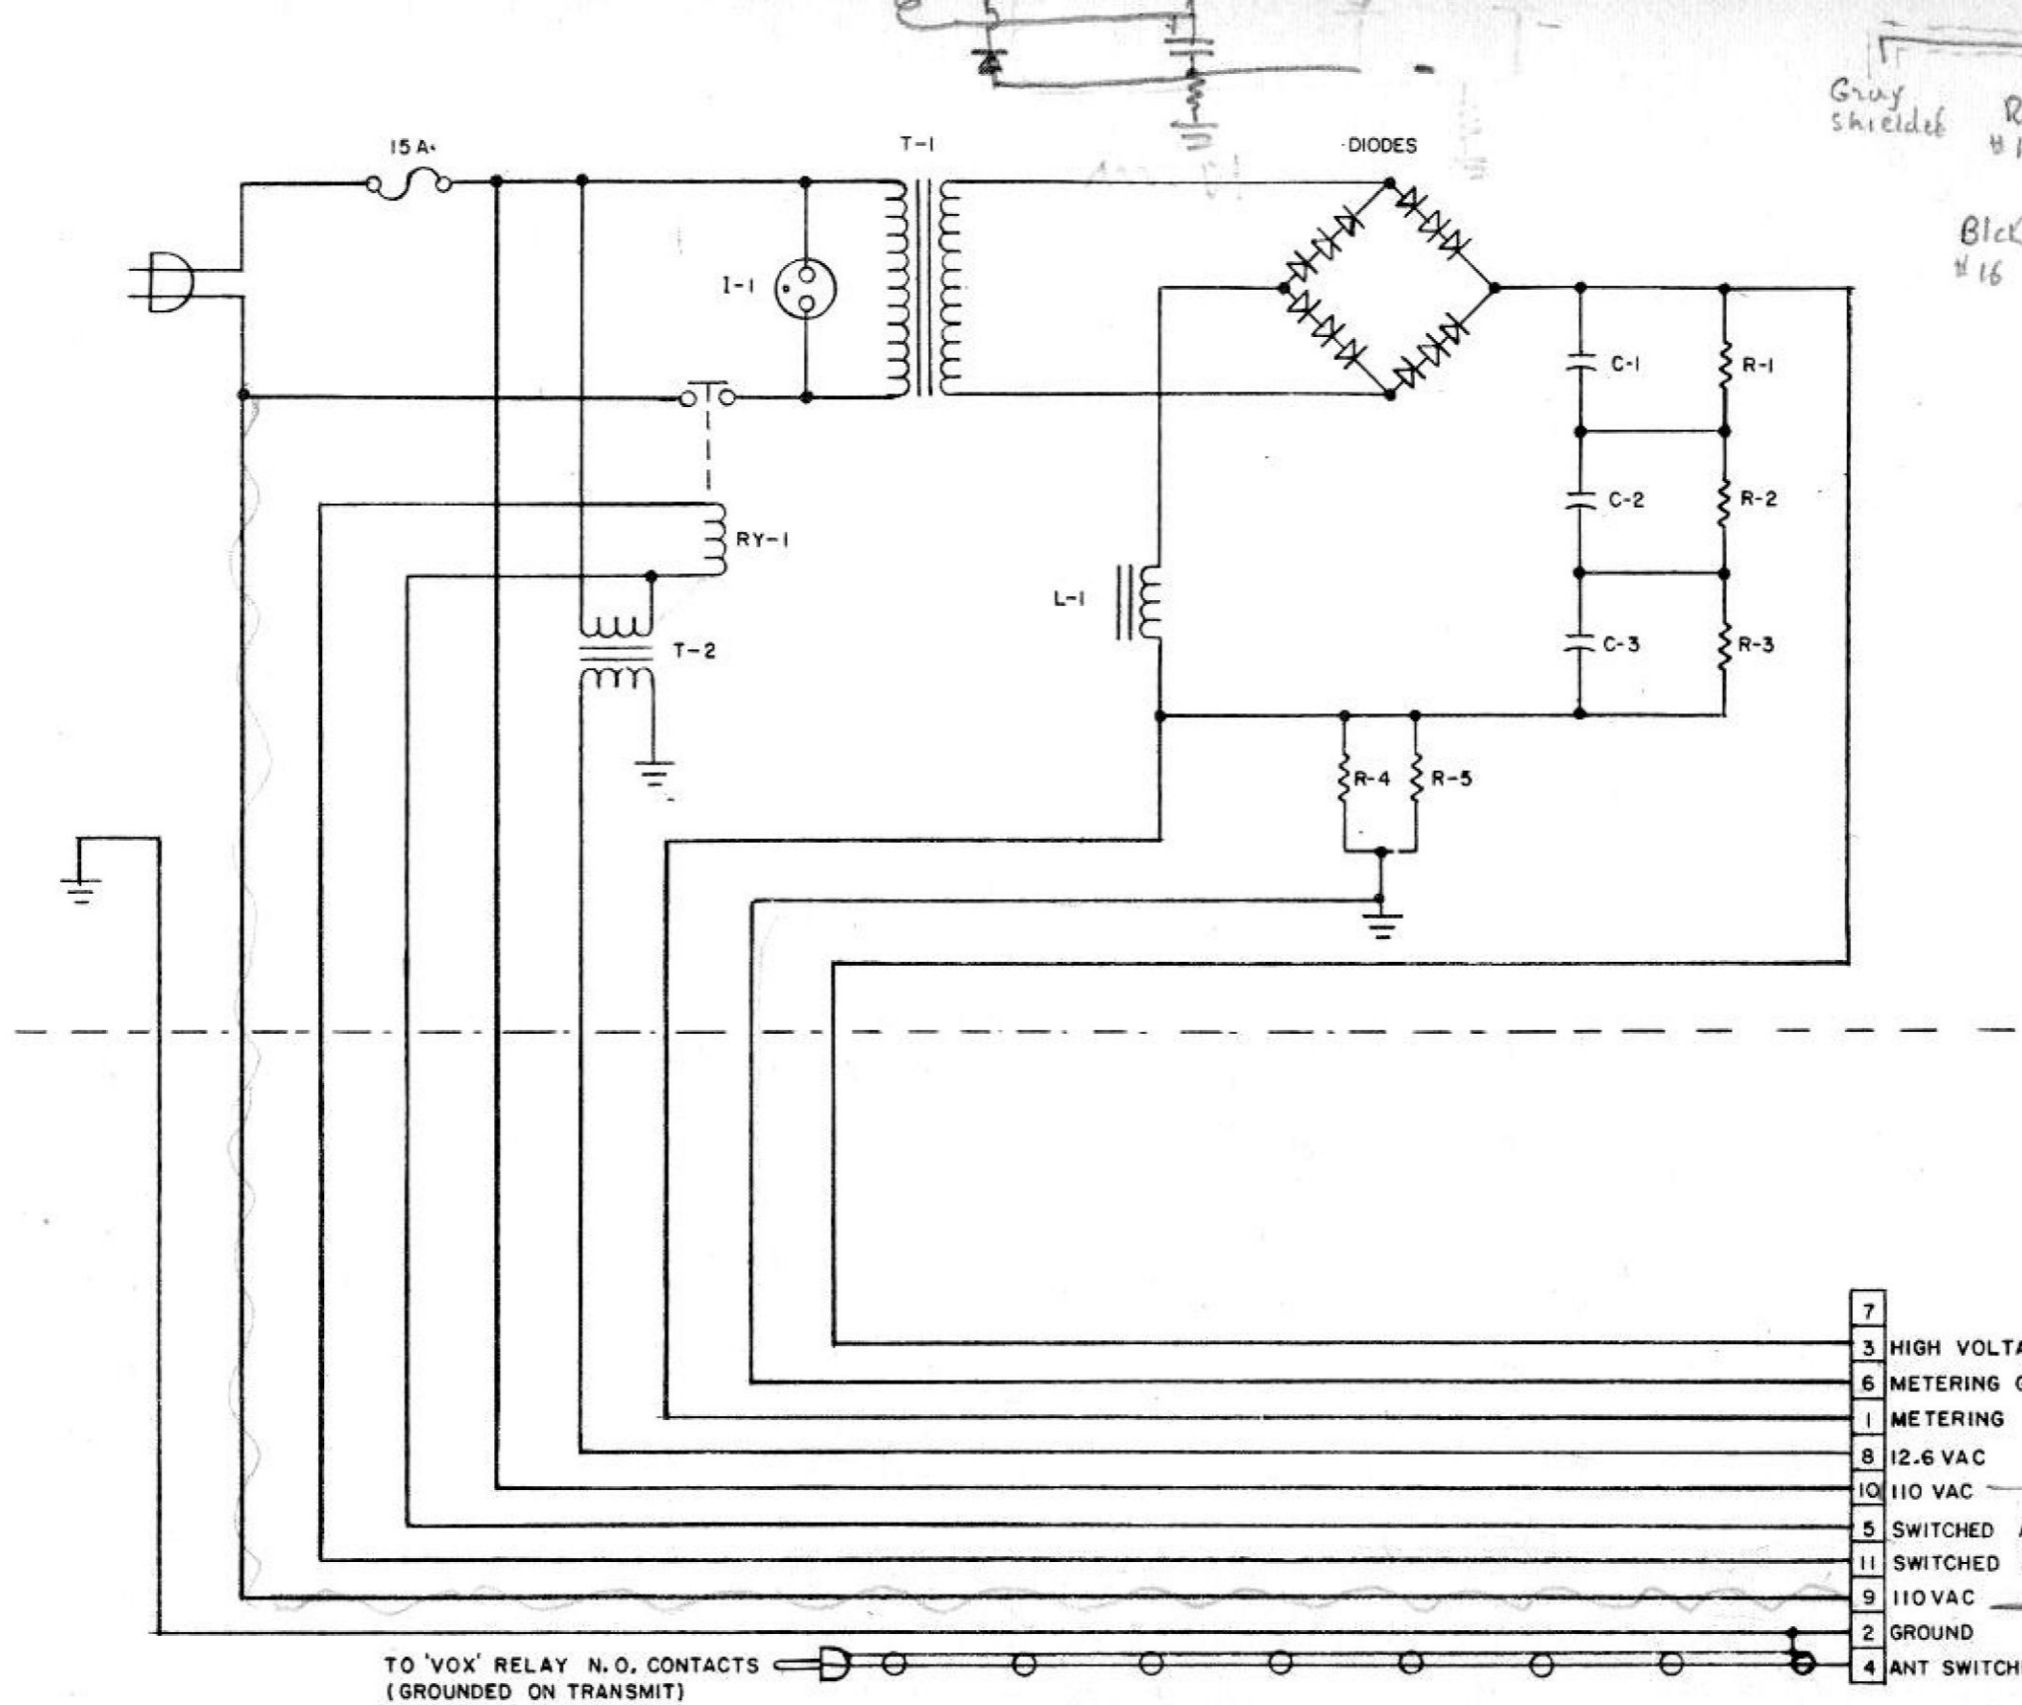 Gray
shielded
Blck
#16
15 A.
T-1
DIODES
I-1
C-1
R-1
C-2
R-2
RY-1
L-1
T-2
C-3
R-3
R-4
R-5
7
3 HIGH VOLTA
6 METERING G
1 METERING
8 12.6 VAC
10 110 VAC
5 SWITCHED A
11 SWITCHED
9 110 VAC
2 GROUND
TO 'VOX' RELAY N.O. CONTACTS
4 ANT SWITCH
(GROUNDED ON TRANSMIT)